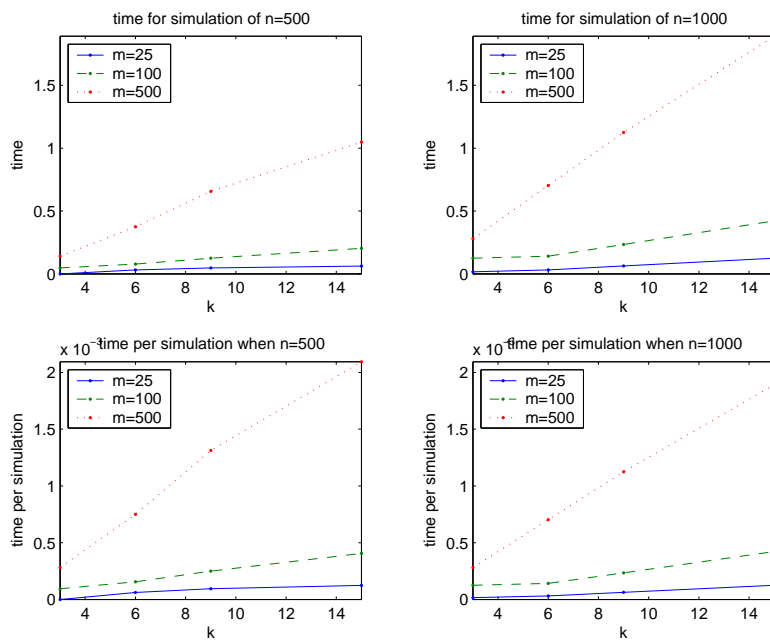 time for simulation of n=500
m=25
m=100
m=500
1.5
1
0.5
0
time
4 6 8 10 12 14
k
time for simulation of n=1000
m=25
m=100
m=500
1.5
1
0.5
0
time
4 6 8 10 12 14
k
x 10
time per simulation when n=500
m=25
m=100
m=500
2
1.5
1
0.5
0
time per simulation
4 6 8 10 12 14
k
x 10
time per simulation when n=1000
m=25
m=100
m=500
2
1.5
1
0.5
0
time per simulation
4 6 8 10 12 14
k